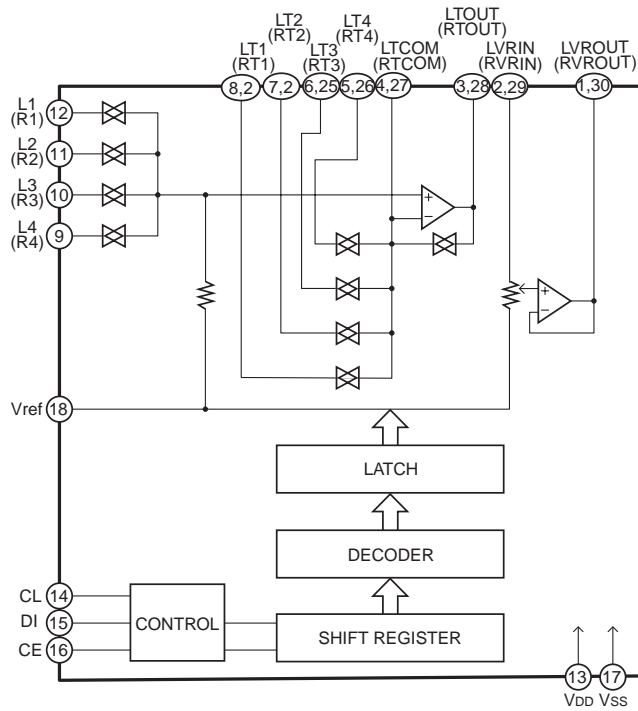 LT2
(RT2)
LT4
(RT4)
LTOUT
(RTOUT)
LT1
(RT1)
LT3
(RT3)
LTCOM
(RTCOM)
LVRIN
(RVRIN)
LVROUT
(RVROUT)
8,2
7,2
6,25
5,26
4,27
3,28
2,29
1,30
L1
(R1)
12
L2
(R2)
11
L3
(R3)
10
L4
(R4)
9
+
−
+
−
Vref 18
LATCH
DECODER
CL 14
DI 15
CE 16
CONTROL
SHIFT REGISTER
13 17
VDD VSS